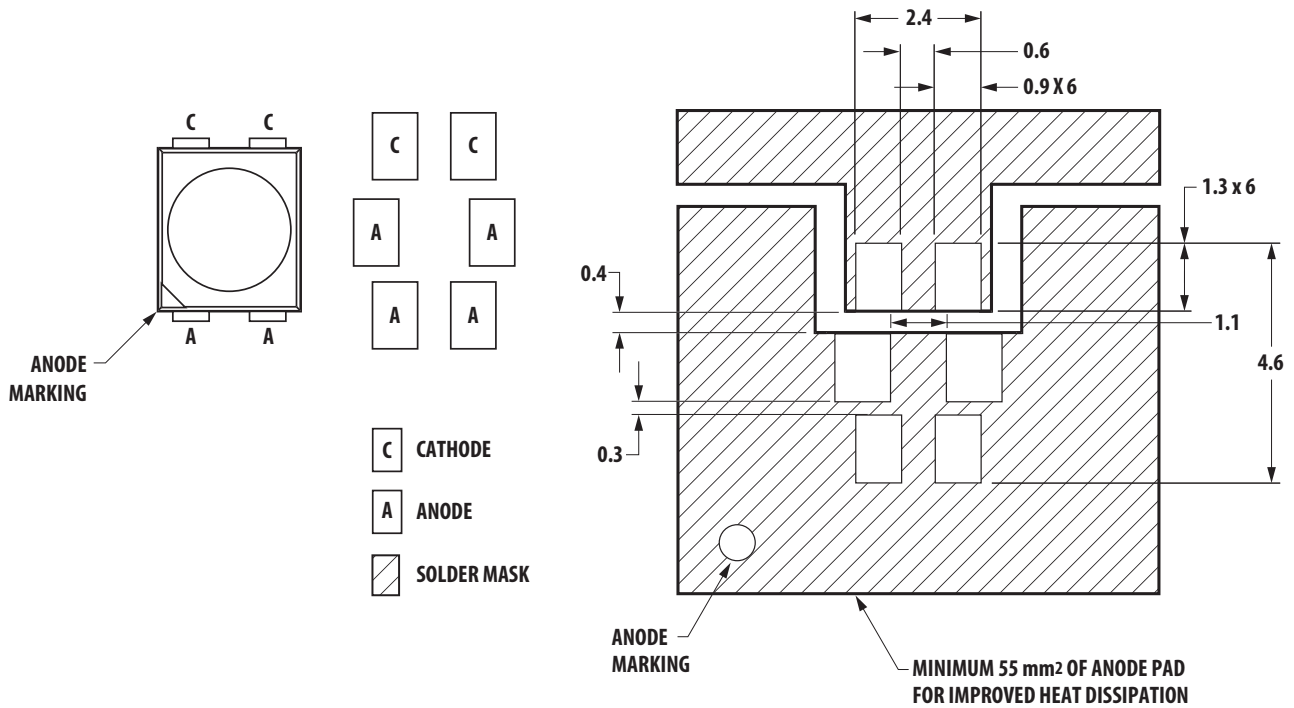 C C
A A
ANODE
MARKING
C C
A A
A A
C CATHODE
A ANODE
SOLDER MASK
2.4
0.6
0.9 X 6
1.3 x 6
0.4
1.1
4.6
0.3
ANODE
MARKING
MINIMUM 55 mm2 OF ANODE PAD
FOR IMPROVED HEAT DISSIPATION